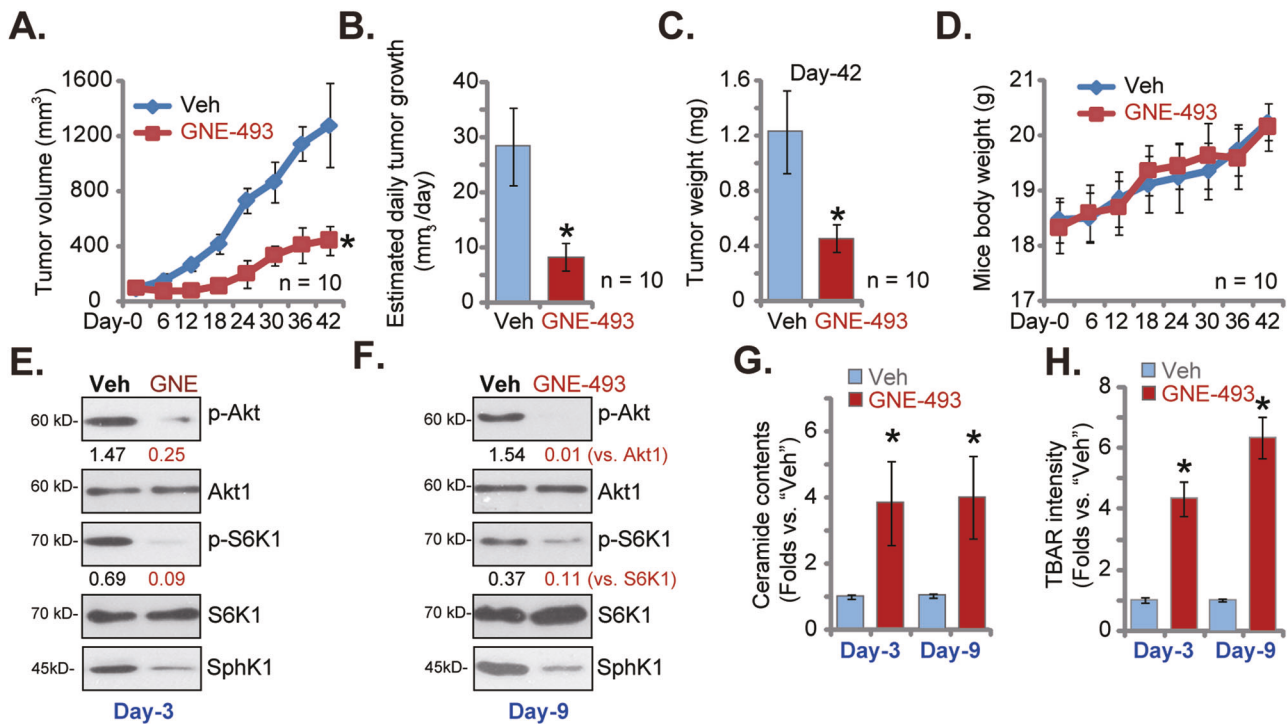 A.
Tumor volume (mm³)
1600
1200
800
400
0
Veh
GNE-493
*
n = 10
Day-0 6 12 18 24 30 36 42
B.
Estimated daily tumor growth
(mm₃/day)
40
30
20
10
0
*
n = 10
Veh GNE-493
C.
Tumor weight (mg)
1.6
1.2
0.8
0.4
0
Day-42
*
n = 10
Veh GNE-493
D.
Mice body weight (g)
21
20
19
18
17
Veh
GNE-493
n = 10
Day-0 6 12 18 24 30 36 42
E.
Veh GNE
60 kD- p-Akt
1.47 0.25
60 kD- Akt1
70 kD- p-S6K1
0.69 0.09
70 kD- S6K1
45kD- SphK1
Day-3
F.
Veh GNE-493
60 kD- p-Akt
1.54 0.01 (vs. Akt1)
60 kD- Akt1
70 kD- p-S6K1
0.37 0.11 (vs. S6K1)
70 kD- S6K1
45kD- SphK1
Day-9
G.
Veh
GNE-493
Ceramide contents
(Folds vs. “Veh”)
6
4
2
0
* *
Day-3 Day-9
H.
Veh
GNE-493
TBAR intensity
(Folds vs. “Veh”)
8
6
4
2
0
* *
Day-3 Day-9